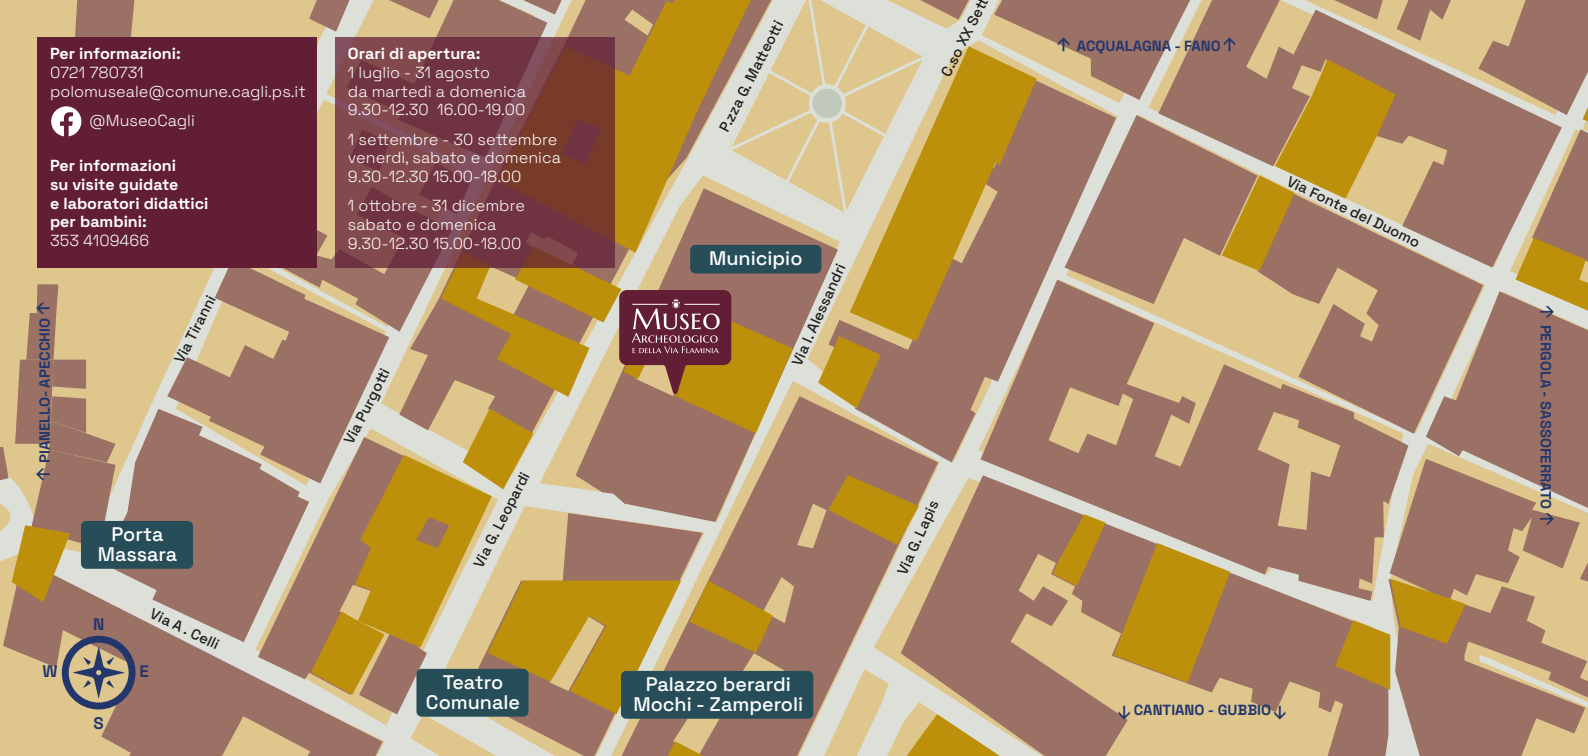 Per informazioni:
0721 780731
polomuseale@comune.cagli.ps.it
@MuseoCagli
Per informazioni
su visite guidate
e laboratori didattici
per bambini:
353 4109466
Orari di apertura:
1 luglio - 31 agosto
da martedì a domenica
9.30-12.30 16.00-19.00
1 settembre - 30 settembre
venerdì, sabato e domenica
9.30-12.30 15.00-18.00
1 ottobre - 31 dicembre
sabato e domenica
9.30-12.30 15.00-18.00
P.zza G. Matteotti
C.so XX Sett
↑ ACQUALAGNA - FANO ↑
Via Fonte del Duomo
Municipio
MUSEO
ARCHEOLOGICO
E DELLA VIA FLAMINIA
Via I. Alessandri
Via Tiranni
Via Purgotti
← PIANELLO- APECCHIO →
← PERGOLA - SASSOFERRATO →
Via G. Leopardi
Via G. Lapis
Porta
Massara
Via A. Celli
N
W
E
S
Teatro
Comunale
Palazzo berardi
Mochi - Zamperoli
↓ CANTIANO - GUBBIO ↓